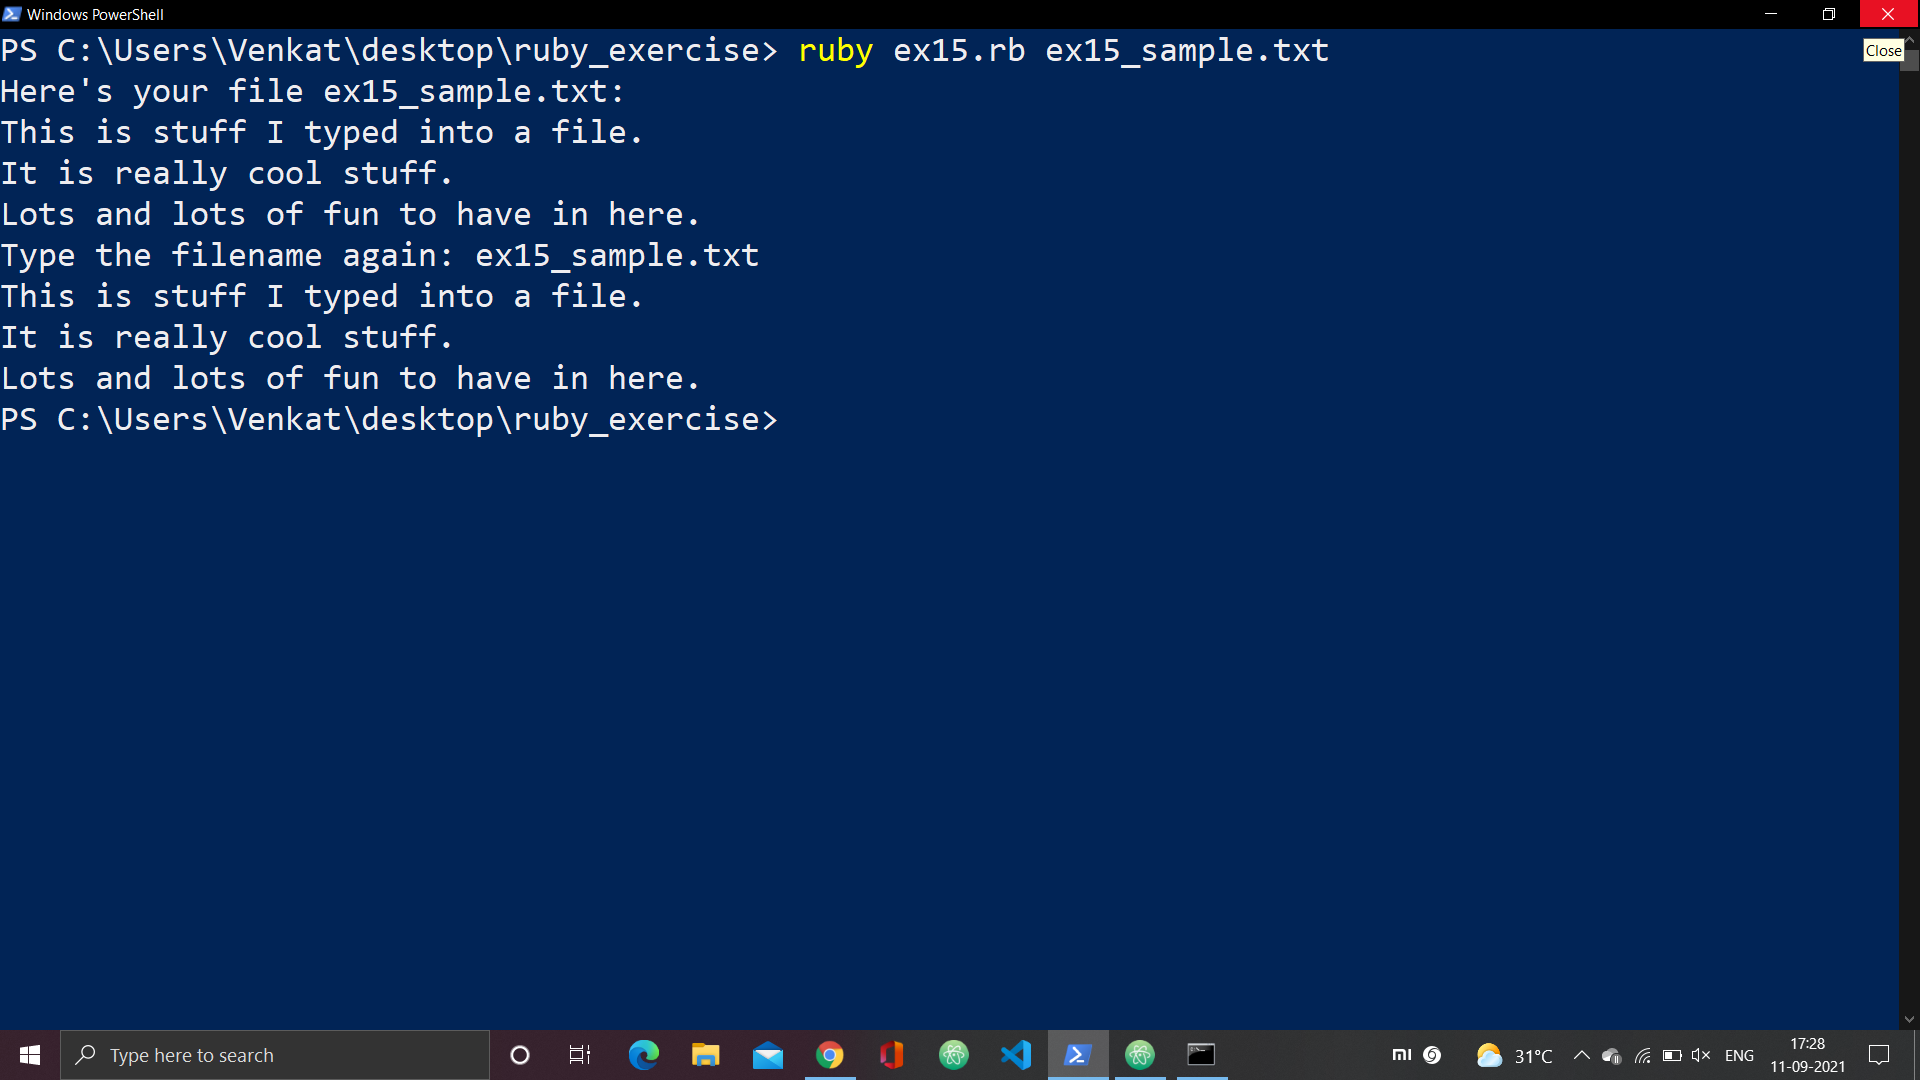 Windows PowerShell
PS C:\Users\Venkat\desktop\ruby_exercise> ruby ex15.rb ex15_sample.txt
Close
Here's your file ex15_sample.txt:
This is stuff I typed into a file.
It is really cool stuff.
Lots and lots of fun to have in here.
Type the filename again: ex15_sample.txt
This is stuff I typed into a file.
It is really cool stuff.
Lots and lots of fun to have in here.
PS C:\Users\Venkat\desktop\ruby_exercise>
Type here to search
mi
31°C
ENG
17:28
11-09-2021